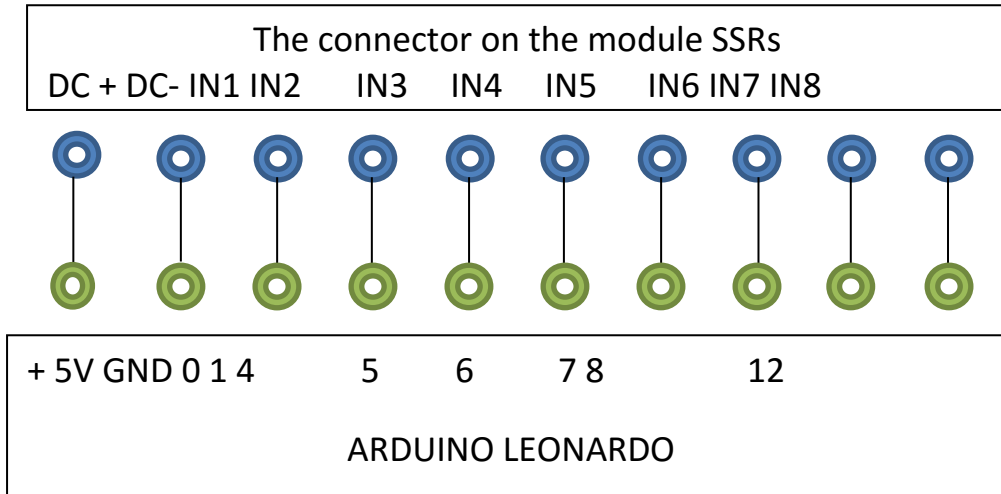 The connector on the module SSRs
DC + DC- IN1 IN2 IN3 IN4 IN5 IN6 IN7 IN8
+ 5V GND 0 1 4 5 6 7 8 12
ARDUINO LEONARDO